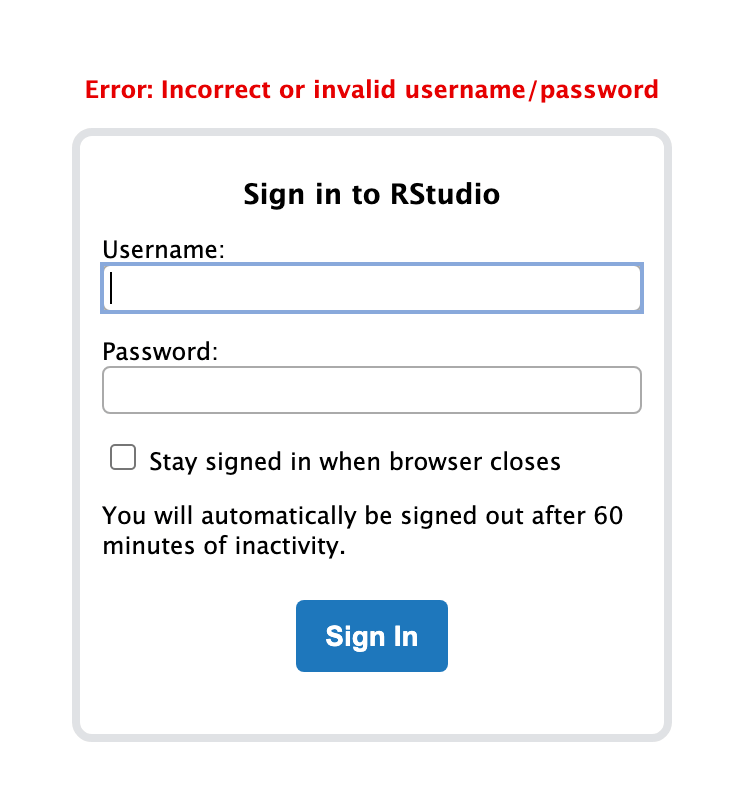 Error: Incorrect or invalid username/password
Sign in to RStudio
Username:
Password:
Stay signed in when browser closes
You will automatically be signed out after 60
minutes of inactivity.
Sign In